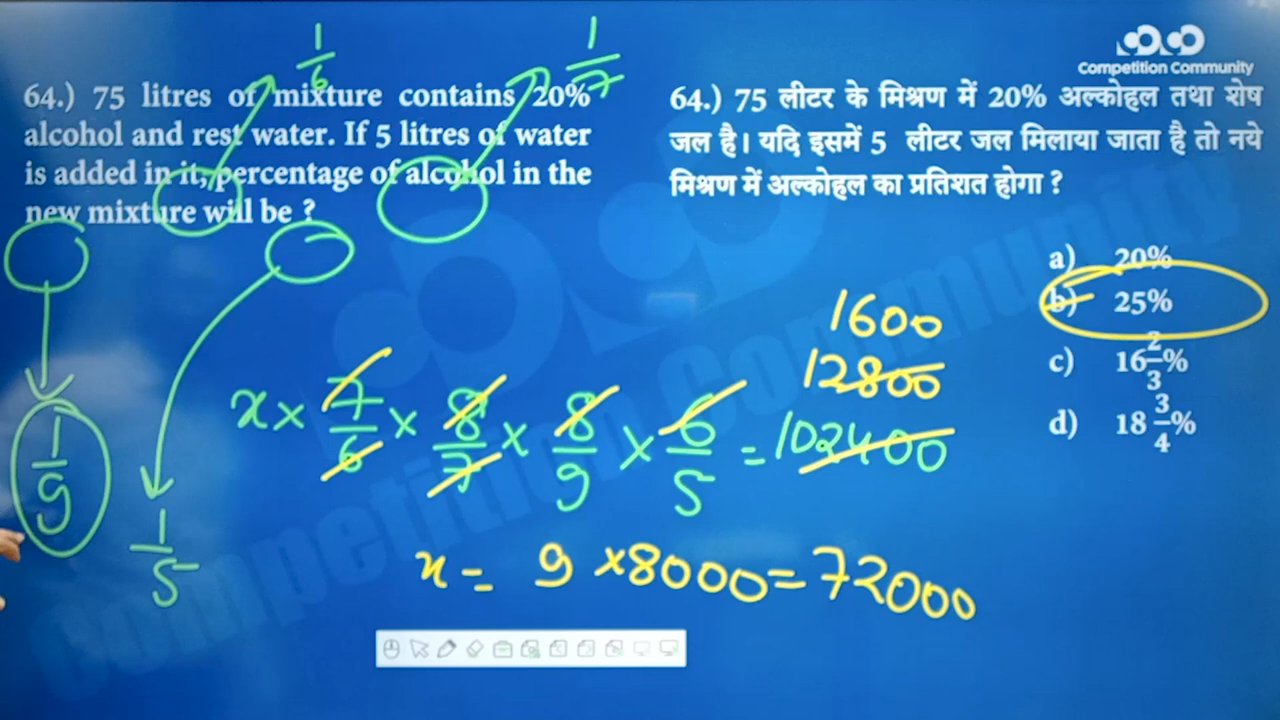 Competition Community
64.) 75 litres of mixture contains 20%
alcohol and rest water. If 5 litres of water
is added in it, percentage of alcohol in the
new mixture will be ?
64.) 75 लीटर के मिश्रण में 20% अल्कोहल तथा शेष
जल है। यदि इसमें 5 लीटर जल मिलाया जाता है तो नये
मिश्रण में अल्कोहल का प्रतिशत होगा ?
a) 20%
b) 25%
c) 16 2/3 %
d) 18 3/4 %
1/6
1/7
1/9
1/5
1600
12800
x × 7/6 × 8/7 × 8/9 × 6/5 = 102400
x = 9 × 8000 = 72000
Competition Community